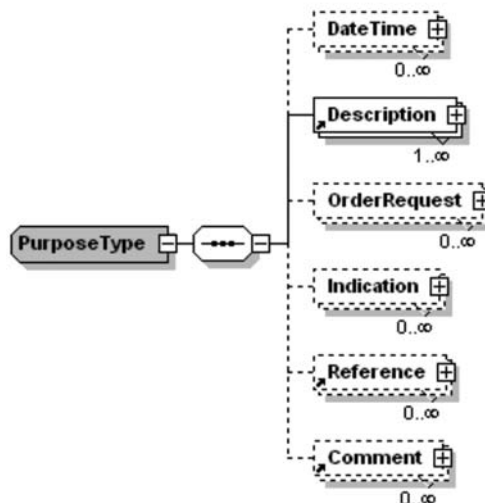 DateTime
0..∞
Description
1..∞
OrderRequest
0..∞
PurposeType
Indication
0..∞
Reference
0..∞
Comment
0..∞